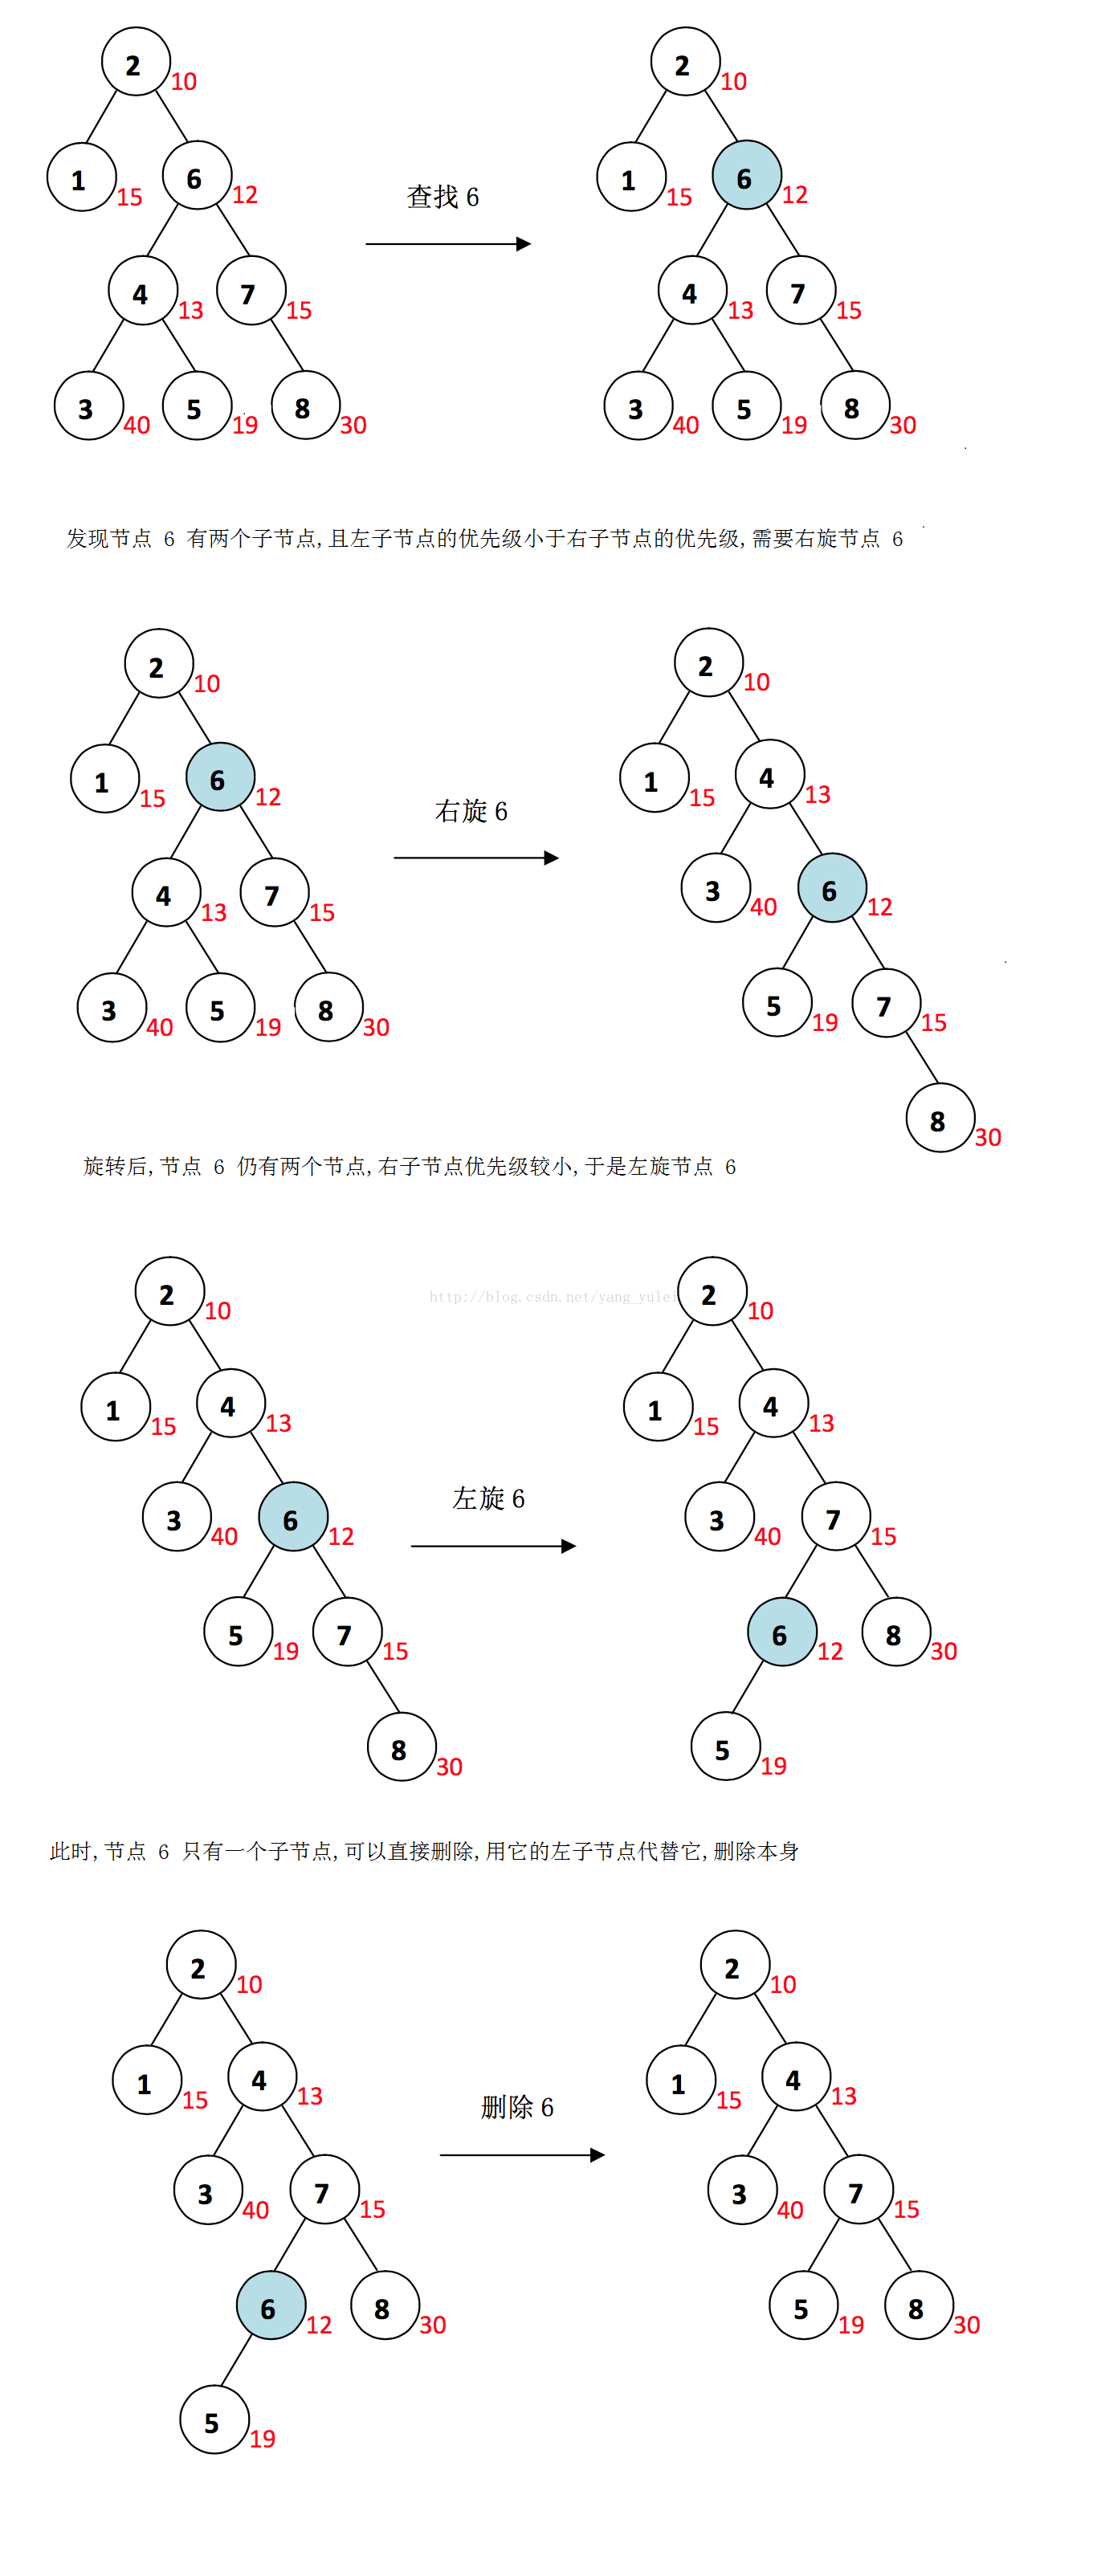 2 10 2 10
1 15 6 12 查找 6 1 15 6 12
4 13 7 15 4 13 7 15
3 40 5 19 8 30 3 40 5 19 8 30
发现节点 6 有两个子节点,且左子节点的优先级小于右子节点的优先级,需要右旋节点 6
2 10 2 10
1 15 6 12 右旋 6 1 15 4 13
4 13 7 15 3 40 6 12
3 40 5 19 8 30 5 19 7 15
8 30
旋转后,节点 6 仍有两个节点,右子节点优先级较小,于是左旋节点 6
http://blog.csdn.net/yang_yulei
2 10 2 10
1 15 4 13 1 15 4 13
3 40 6 12 左旋 6 3 40 7 15
5 19 7 15 6 12 8 30
8 30 5 19
此时,节点 6 只有一个子节点,可以直接删除,用它的左子节点代替它,删除本身
2 10 2 10
1 15 4 13 删除 6 1 15 4 13
3 40 7 15 3 40 7 15
6 12 8 30 5 19 8 30
5 19